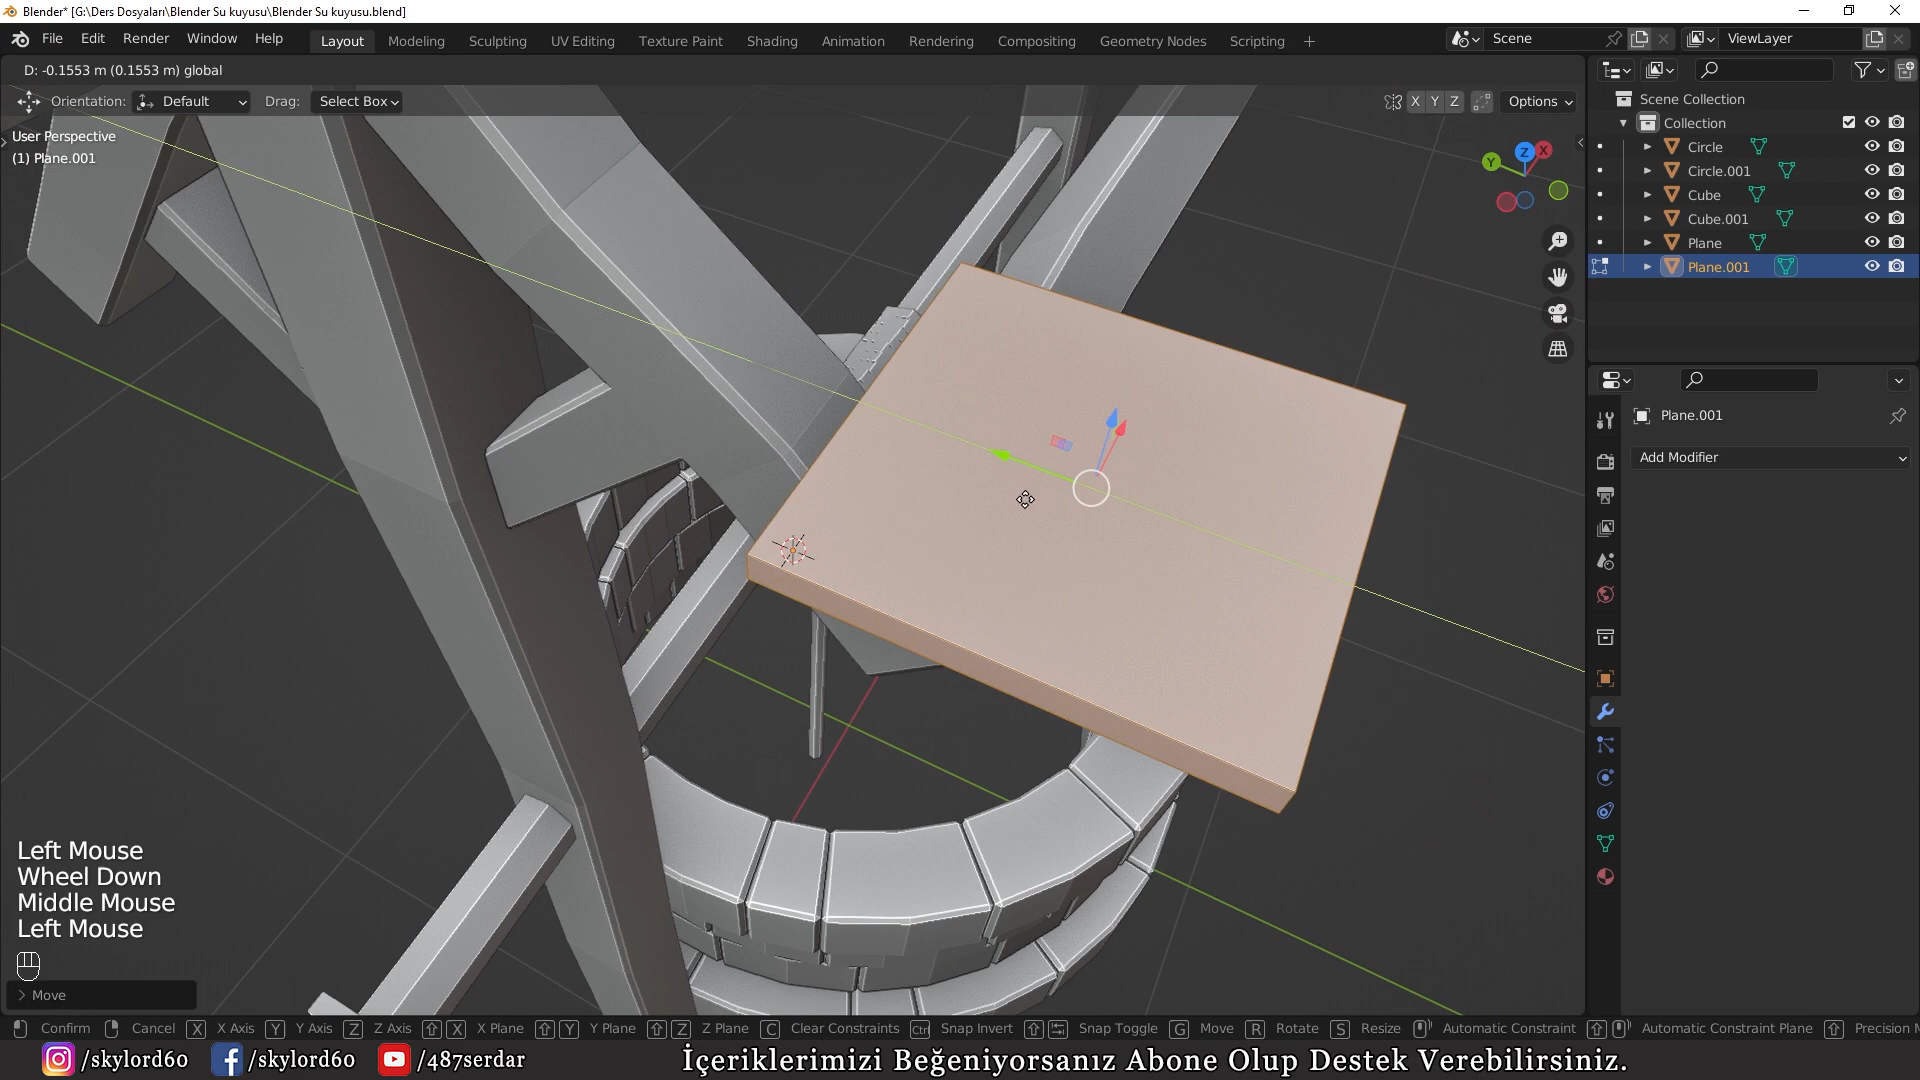 Blender* [G:\Ders Dosyaları\Blender Su kuyusu\Blender Su kuyusu.blend]
File Edit Render Window Help
Layout Modeling Sculpting UV Editing Texture Paint Shading Animation Rendering Compositing Geometry Nodes Scripting +
Scene
ViewLayer
D: -0.1553 m (0.1553 m) global
Orientation: Default Drag: Select Box
X Y Z Options
User Perspective
(1) Plane.001
Z X Y
Scene Collection
Collection
Circle
Circle.001
Cube
Cube.001
Plane
Plane.001
Plane.001
Add Modifier
Left Mouse
Wheel Down
Middle Mouse
Left Mouse
Move
Confirm Cancel X X Axis Y Y Axis Z Z Axis X X Plane Y Y Plane Z Z Plane C Clear Constraints Ctrl Snap Invert Snap Toggle G Move R Rotate S Resize Automatic Constraint Automatic Constraint Plane Precision M
/skylord60 /skylord60 /487serdar İçeriklerimizi Beğeniyorsanız Abone Olup Destek Verebilirsiniz.